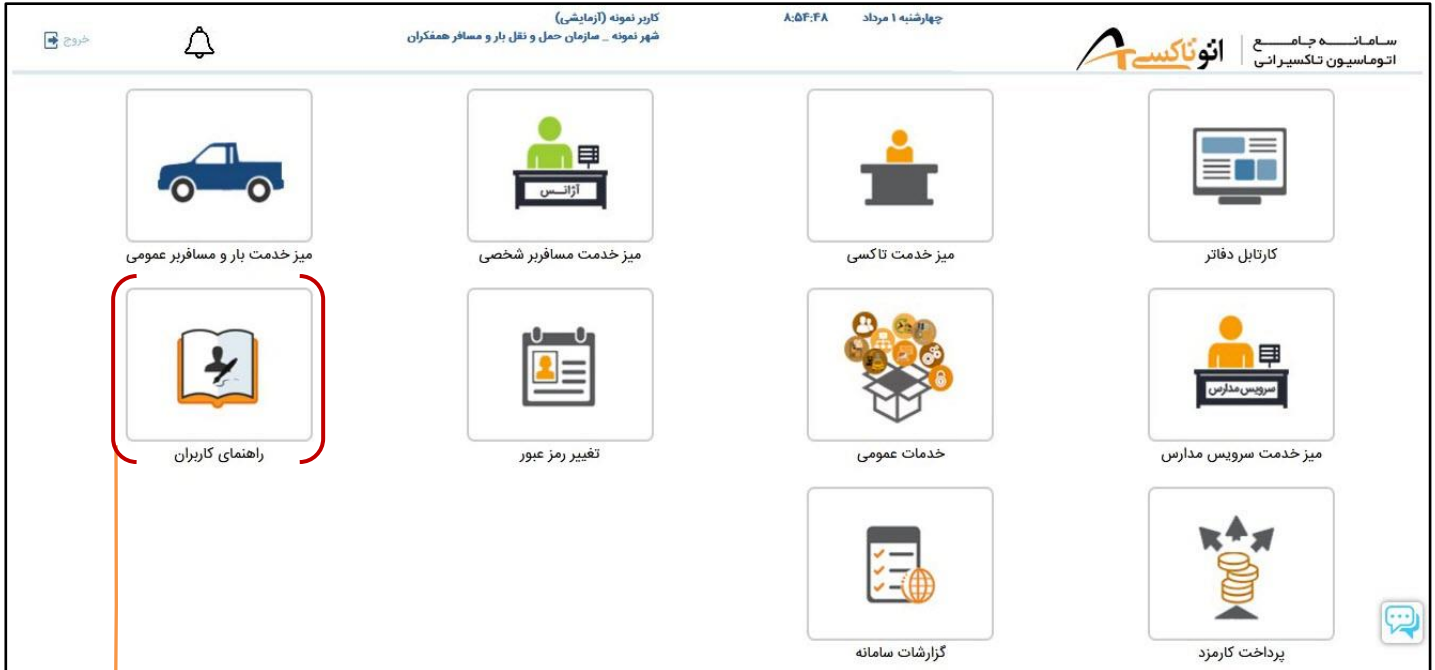 سامانه جامع
اتوماسیون تاکسیرانی
اتوتاکسی
چهارشنبه ۱ مرداد ۸:۵۴:۴۸
کاربر نمونه (آزمایشی)
شهر نمونه _ سازمان حمل و نقل بار و مسافر همفکران
خروج
کارتابل دفاتر
میز خدمت تاکسی
آژانس
میز خدمت مسافربر شخصی
میز خدمت بار و مسافربر عمومی
سرویس مدارس
میز خدمت سرویس مدارس
خدمات عمومی
تغییر رمز عبور
راهنمای کاربران
پرداخت کارمزد
گزارشات سامانه